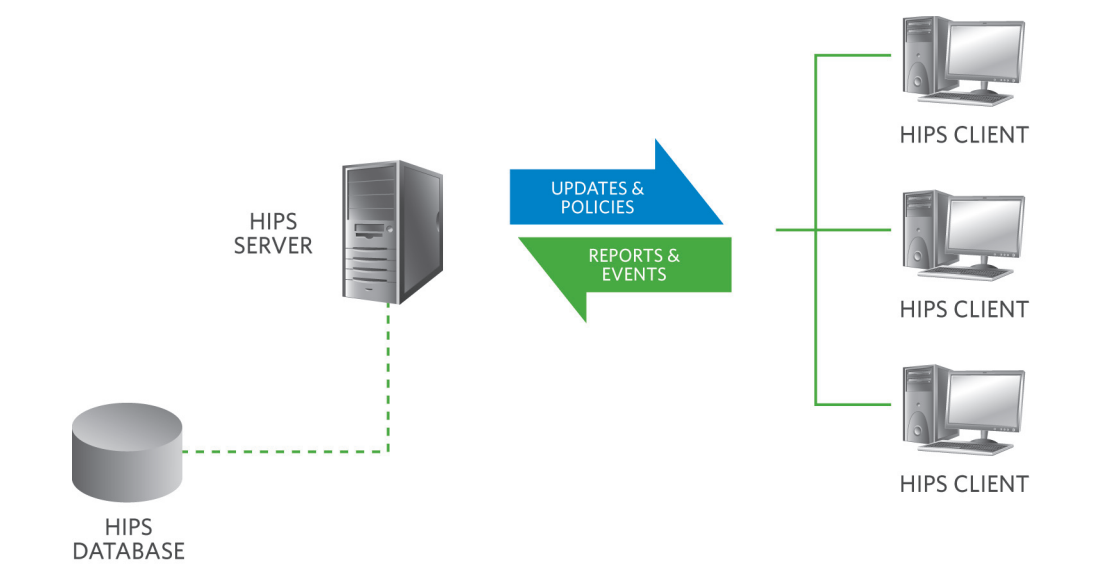 HIPS CLIENT
UPDATES &
POLICIES
HIPS
SERVER
REPORTS &
EVENTS
HIPS CLIENT
HIPS CLIENT
HIPS
DATABASE